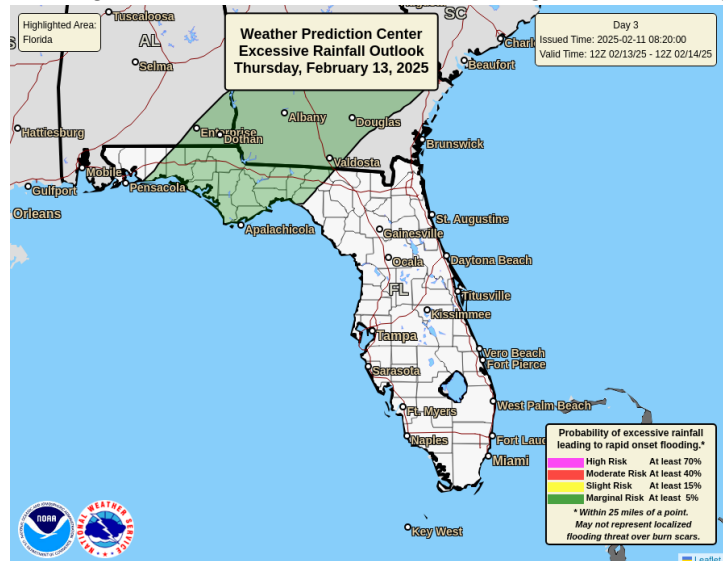 Highlighted Area:
Florida
Weather Prediction Center
Excessive Rainfall Outlook
Thursday, February 13, 2025
Day 3
Issued Time: 2025-02-11 08:20:00
Valid Time: 12Z 02/13/25 - 12Z 02/14/25
Tuscaloosa
SC
AL
Selma
Beaufort
Albany
Douglas
Hattiesburg
Enterprise
Dothan
Brunswick
Valdosta
Mobile
Pensacola
Gulfport
Orleans
Apalachicola
St. Augustine
Gainesville
Ocala
Daytona Beach
FL
Titusville
Kissimmee
Tampa
Vero Beach
Fort Pierce
Sarasota
Ft. Myers
West Palm Beach
Naples
Fort Laud
Miami
Key West
Probability of excessive rainfall
leading to rapid onset flooding.*
High Risk At least 70%
Moderate Risk At least 40%
Slight Risk At least 15%
Marginal Risk At least 5%
* Within 25 miles of a point.
May not represent localized
flooding threat over burn scars.
NOAA
NATIONAL WEATHER SERVICE
Leaflet